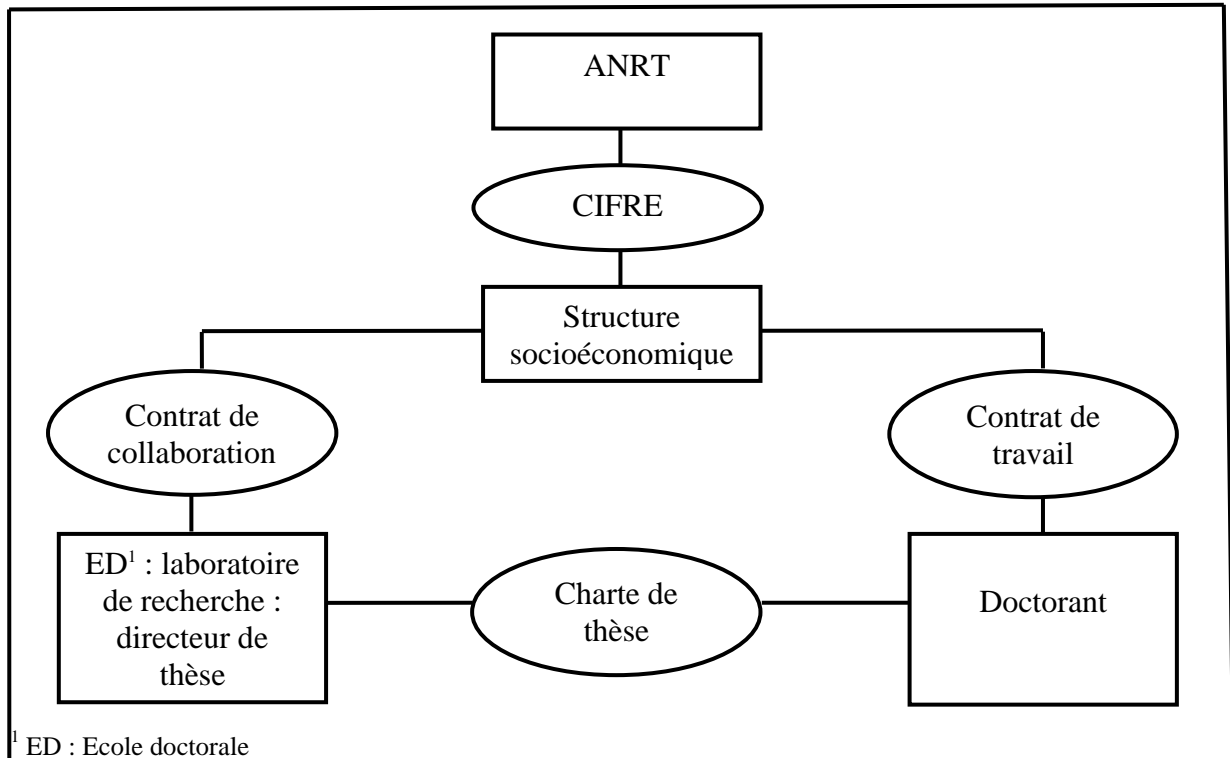 ANRT
CIFRE
Structure
socioéconomique
Contrat de
collaboration
Contrat de
travail
ED¹ : laboratoire
de recherche :
directeur de
thèse
Charte de
thèse
Doctorant
¹ ED : Ecole doctorale